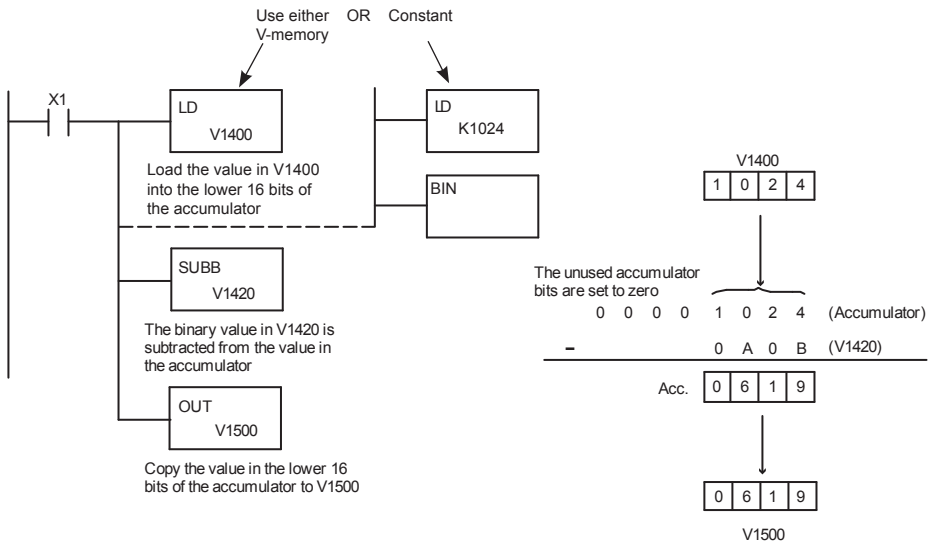 Use either OR Constant
V-memory
X1
LD
V1400
Load the value in V1400
into the lower 16 bits of
the accumulator
LD
K1024
BIN
SUBB
V1420
The binary value in V1420 is
subtracted from the value in
the accumulator
OUT
V1500
Copy the value in the lower 16
bits of the accumulator to V1500
V1400
1 0 2 4
The unused accumulator
bits are set to zero
0 0 0 0 1 0 2 4 (Accumulator)
– 0 A 0 B (V1420)
Acc. 0 6 1 9
0 6 1 9
V1500